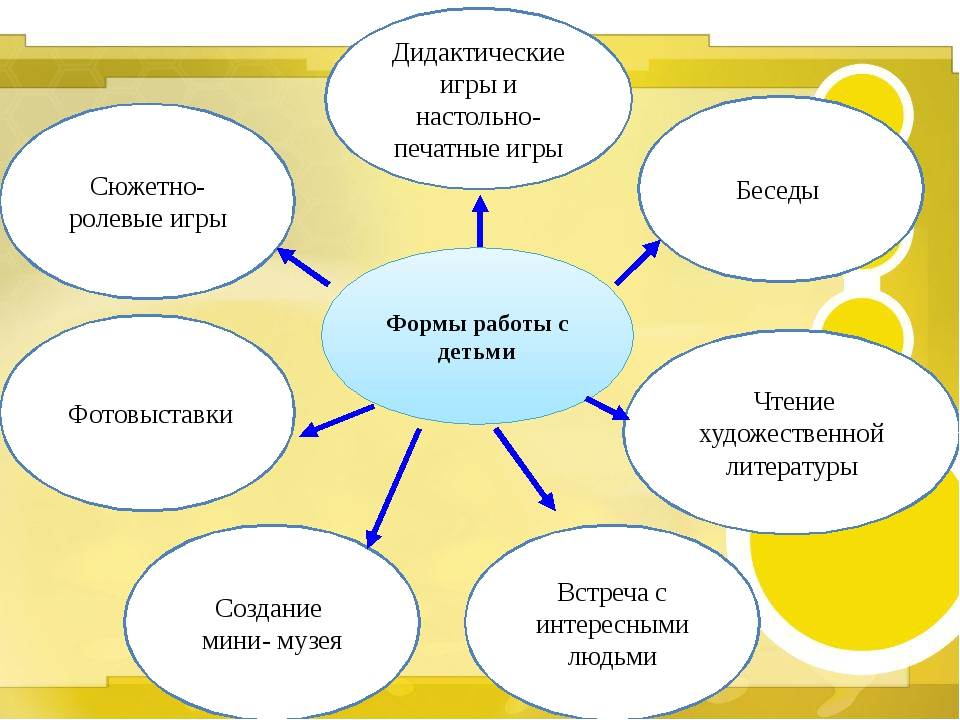 Дидактические
игры и
настольно-
печатные игры
Сюжетно-
ролевые игры
Беседы
Формы работы с
детьми
Фотовыставки
Чтение
художественной
литературы
Создание
мини- музея
Встреча с
интересными
людьми